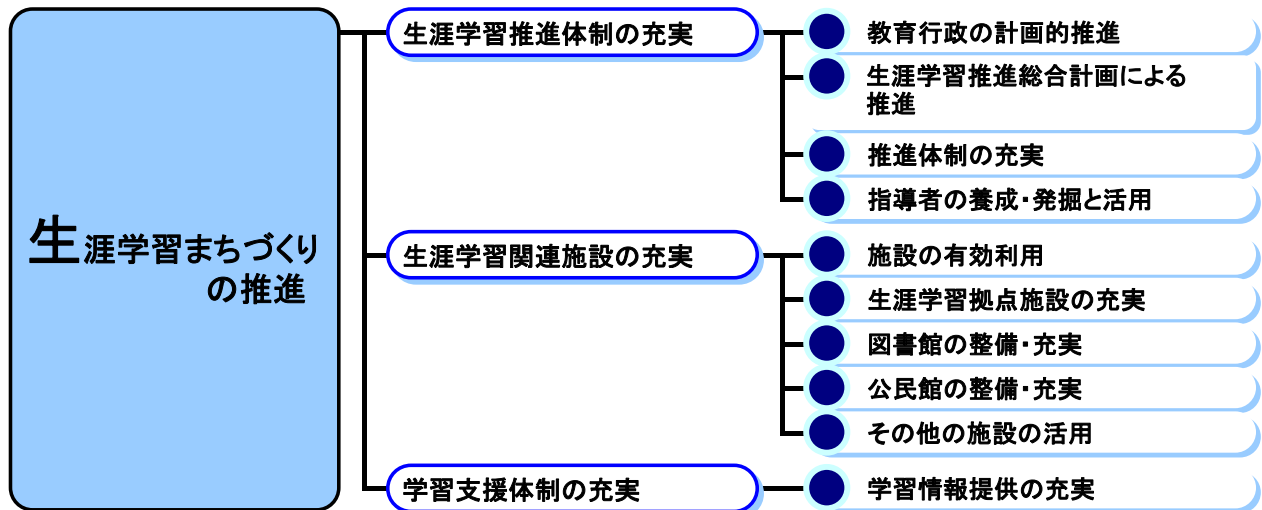 生涯学習まちづくり
の推進
生涯学習推進体制の充実
教育行政の計画的推進
生涯学習推進総合計画による
推進
推進体制の充実
指導者の養成・発掘と活用
生涯学習関連施設の充実
施設の有効利用
生涯学習拠点施設の充実
図書館の整備・充実
公民館の整備・充実
その他の施設の活用
学習支援体制の充実
学習情報提供の充実